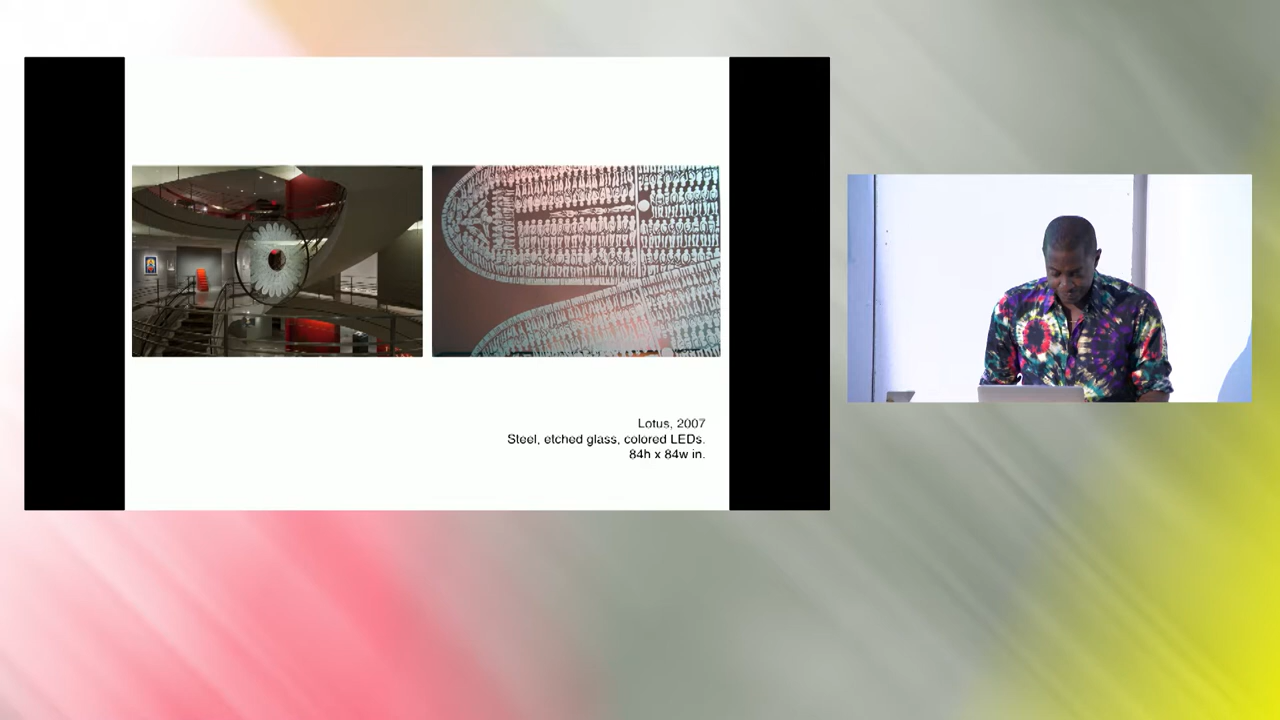 Lotus, 2007
Steel, etched glass, colored LEDs.
84h x 84w in.